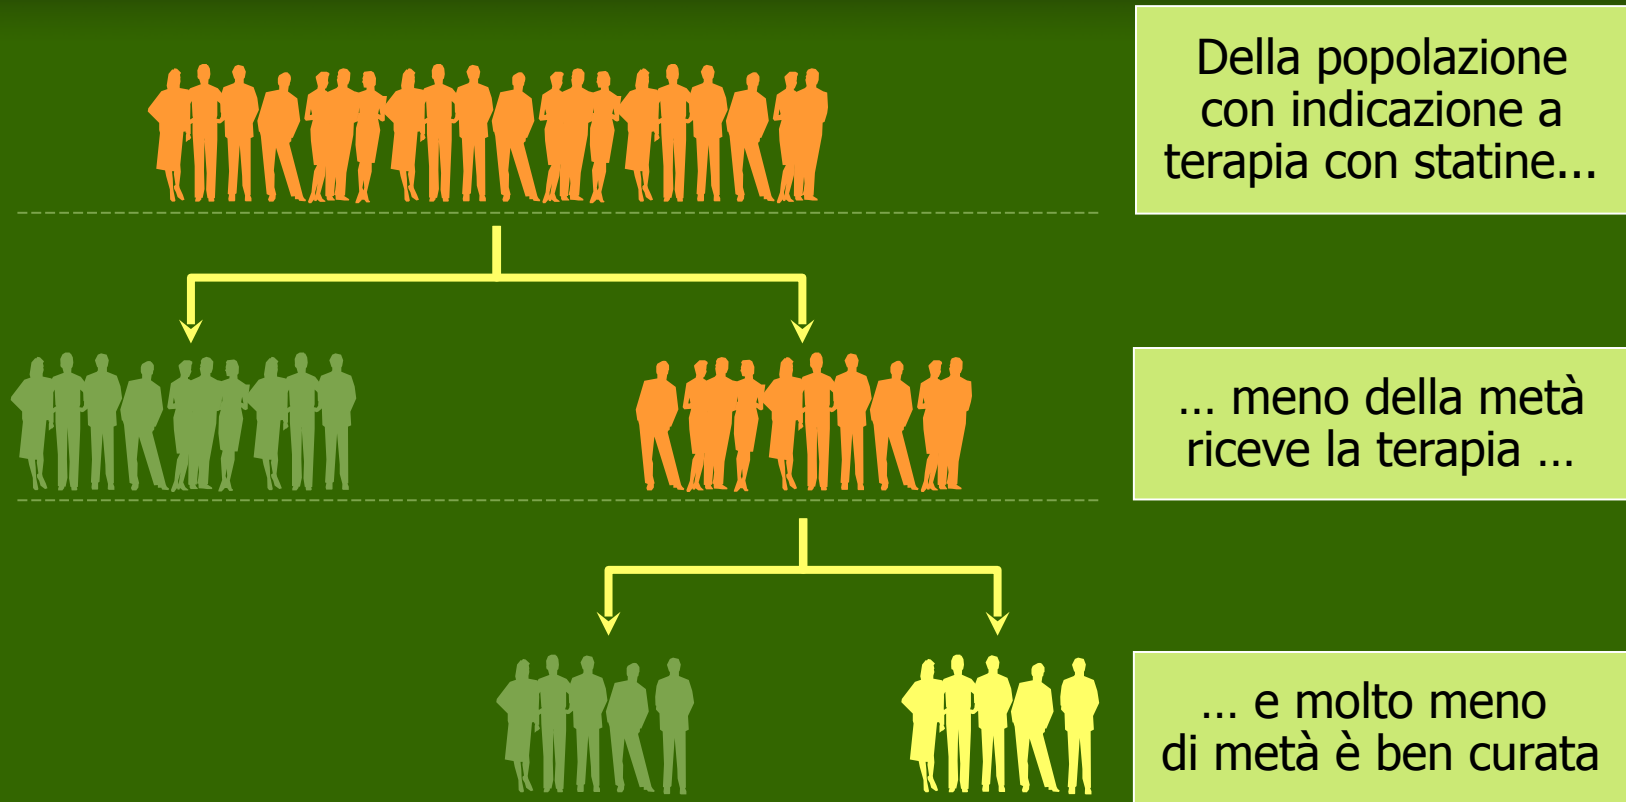 Della popolazione
con indicazione a
terapia con statine...
... meno della metà
riceve la terapia ...
... e molto meno
di metà è ben curata